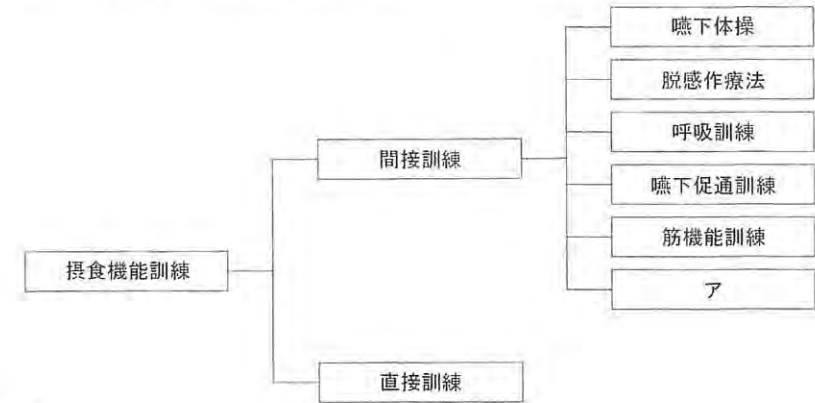 嚥下体操
脱感作療法
呼吸訓練
間接訓練
嚥下促通訓練
筋機能訓練
摂食機能訓練
ア
直接訓練